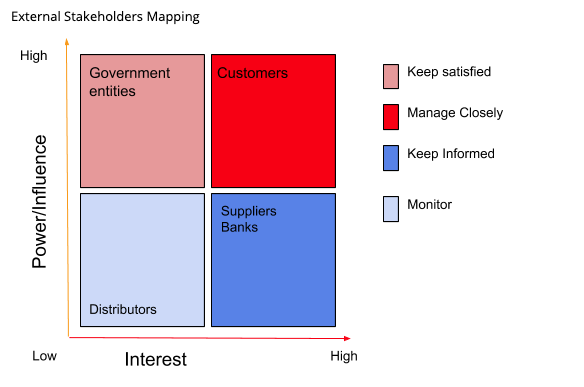 External Stakeholders Mapping
High
Government
entities
Customers
Keep satisfied
Manage Closely
Keep Informed
Monitor
Power/Influence
Suppliers
Banks
Distributors
Low
Interest
High